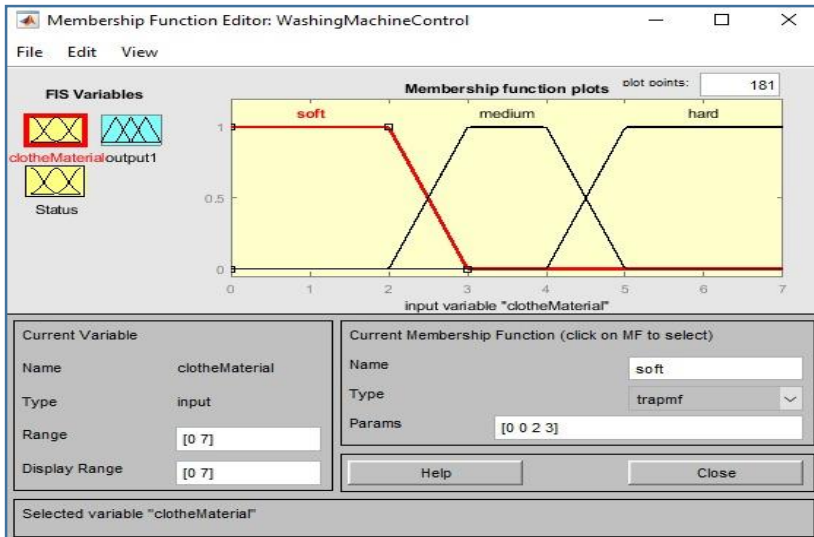 Membership Function Editor: WashingMachineControl
File Edit View
FIS Variables
clotheMaterial output1
Status
Membership function plots plot points: 181
soft medium hard
1
0.5
0
0 1 2 3 4 5 6 7
input variable "clotheMaterial"
Current Variable
Name clotheMaterial
Type input
Range [0 7]
Display Range [0 7]
Current Membership Function (click on MF to select)
Name soft
Type trapmf
Params [0 0 2 3]
Help Close
Selected variable "clotheMaterial"